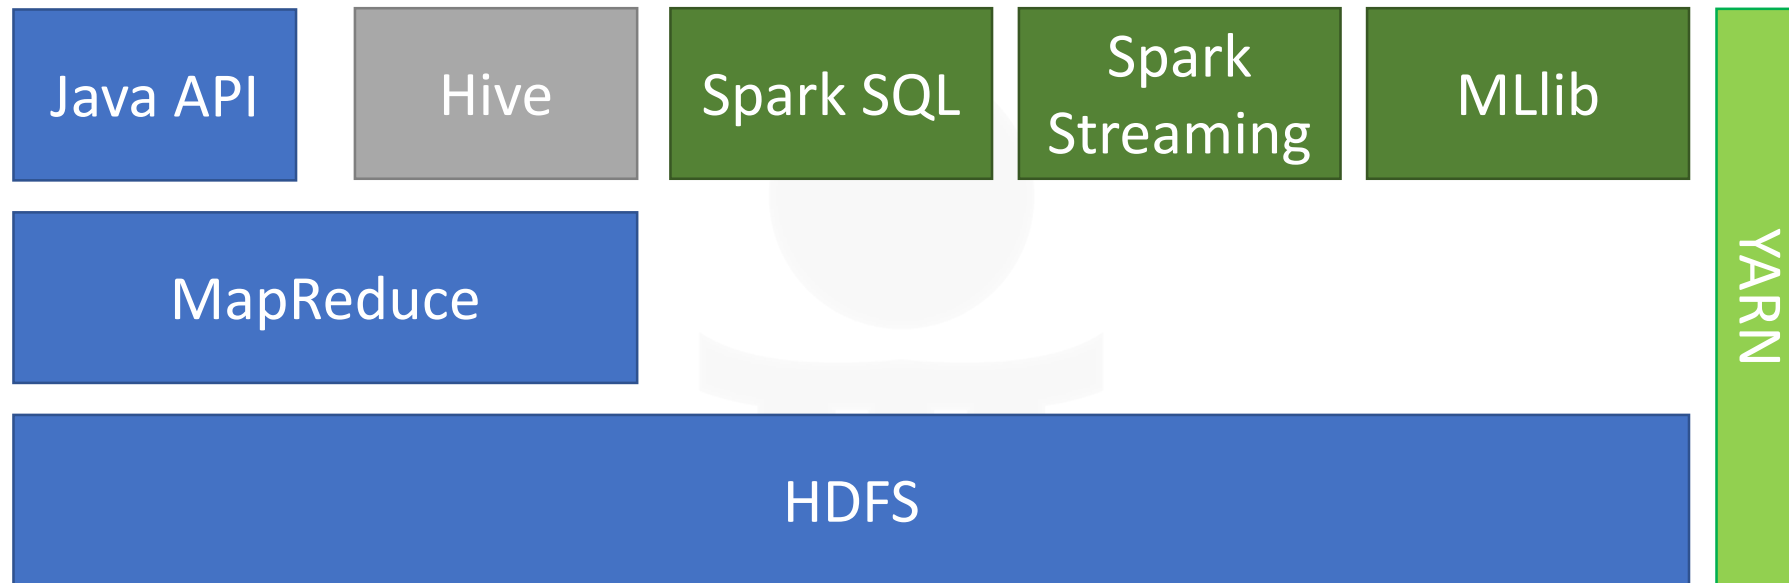 Java API
Hive
Spark SQL
Spark
Streaming
MLlib
MapReduce
YARN
HDFS